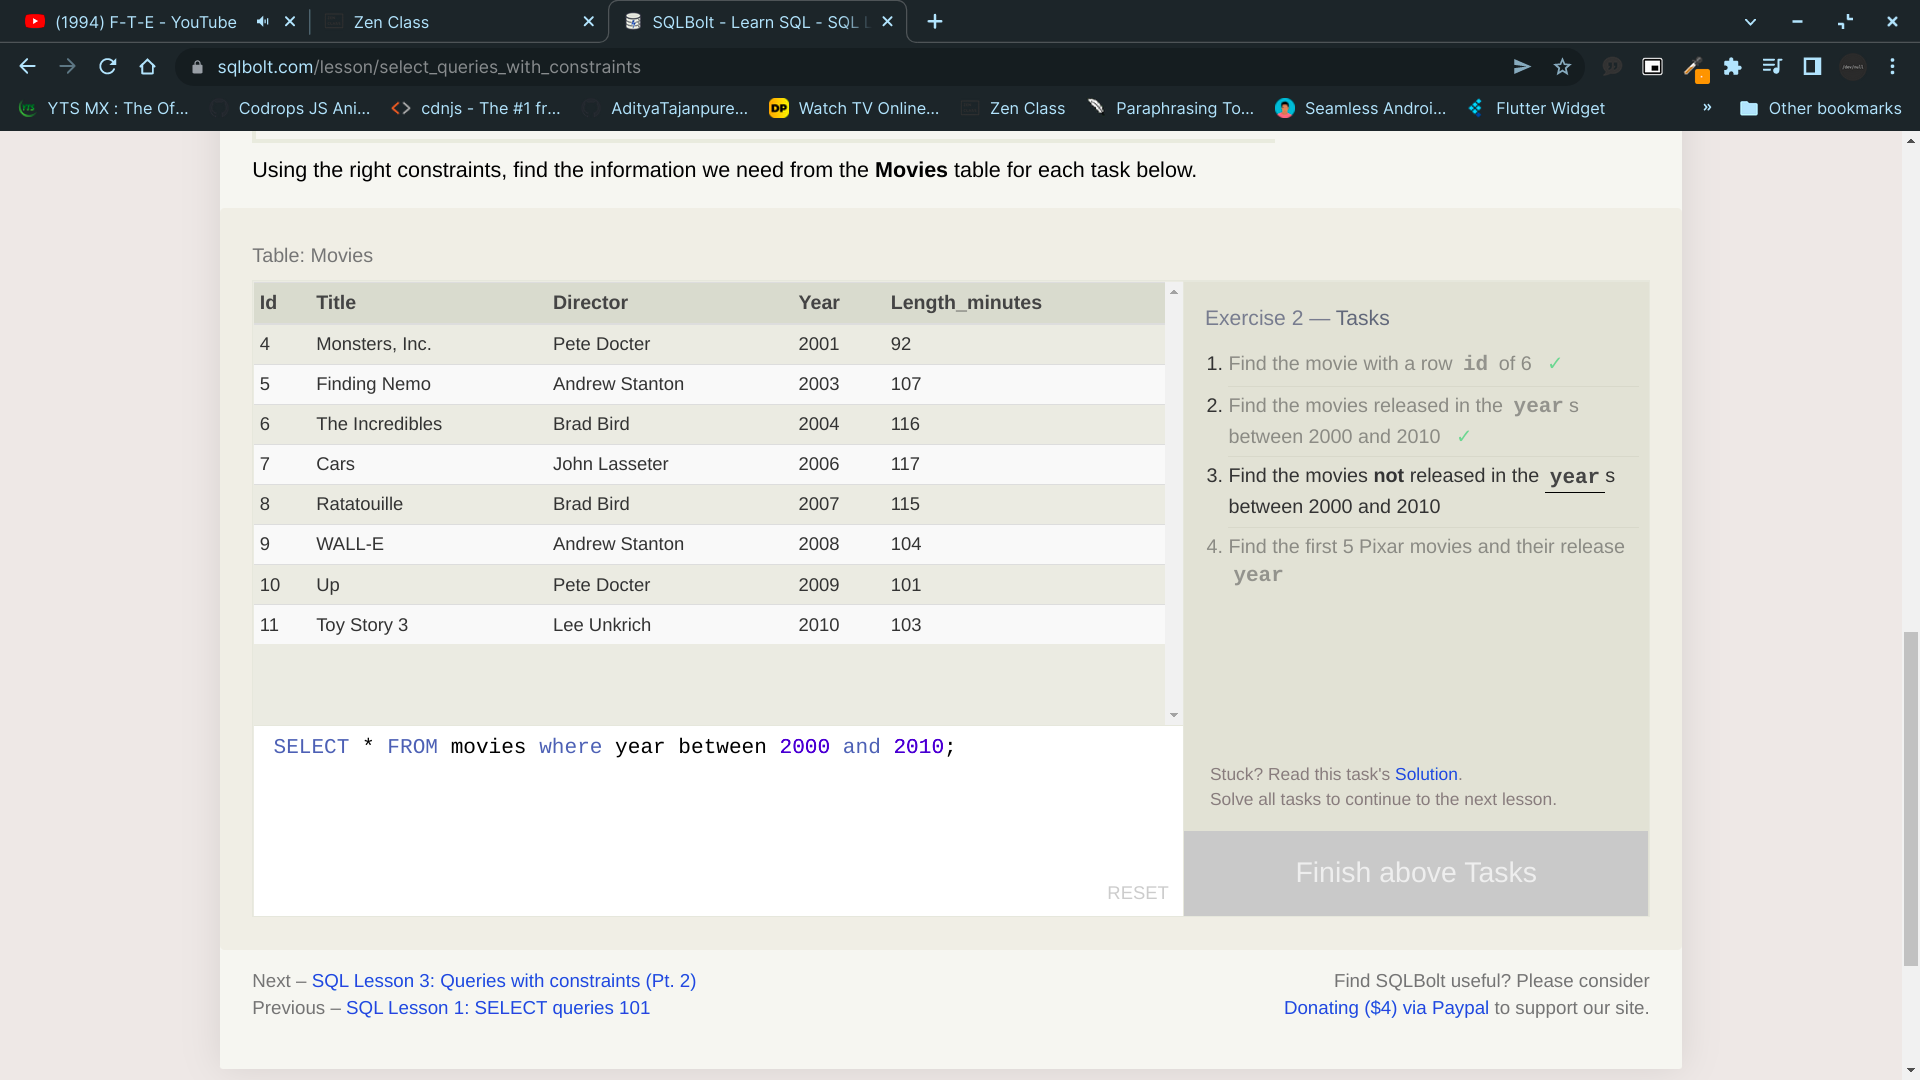 (1994) F-T-E - YouTube
Zen Class
SQLBolt - Learn SQL - SQL L
sqlbolt.com/lesson/select_queries_with_constraints
YTS MX : The Of...
Codrops JS Ani...
cdnjs - The #1 fr...
AdityaTajanpure...
DP
Watch TV Online...
Zen Class
Paraphrasing To...
Seamless Androi...
Flutter Widget
»
Other bookmarks
Using the right constraints, find the information we need from the Movies table for each task below.
Table: Movies
Id Title Director Year Length_minutes
4 Monsters, Inc. Pete Docter 2001 92
5 Finding Nemo Andrew Stanton 2003 107
6 The Incredibles Brad Bird 2004 116
7 Cars John Lasseter 2006 117
8 Ratatouille Brad Bird 2007 115
9 WALL-E Andrew Stanton 2008 104
10 Up Pete Docter 2009 101
11 Toy Story 3 Lee Unkrich 2010 103
SELECT * FROM movies where year between 2000 and 2010;
RESET
Exercise 2 — Tasks
1. Find the movie with a row id of 6 ✓
2. Find the movies released in the year s
between 2000 and 2010 ✓
3. Find the movies not released in the year s
between 2000 and 2010
4. Find the first 5 Pixar movies and their release
year
Stuck? Read this task's Solution.
Solve all tasks to continue to the next lesson.
Finish above Tasks
Next – SQL Lesson 3: Queries with constraints (Pt. 2)
Previous – SQL Lesson 1: SELECT queries 101
Find SQLBolt useful? Please consider
Donating ($4) via Paypal to support our site.